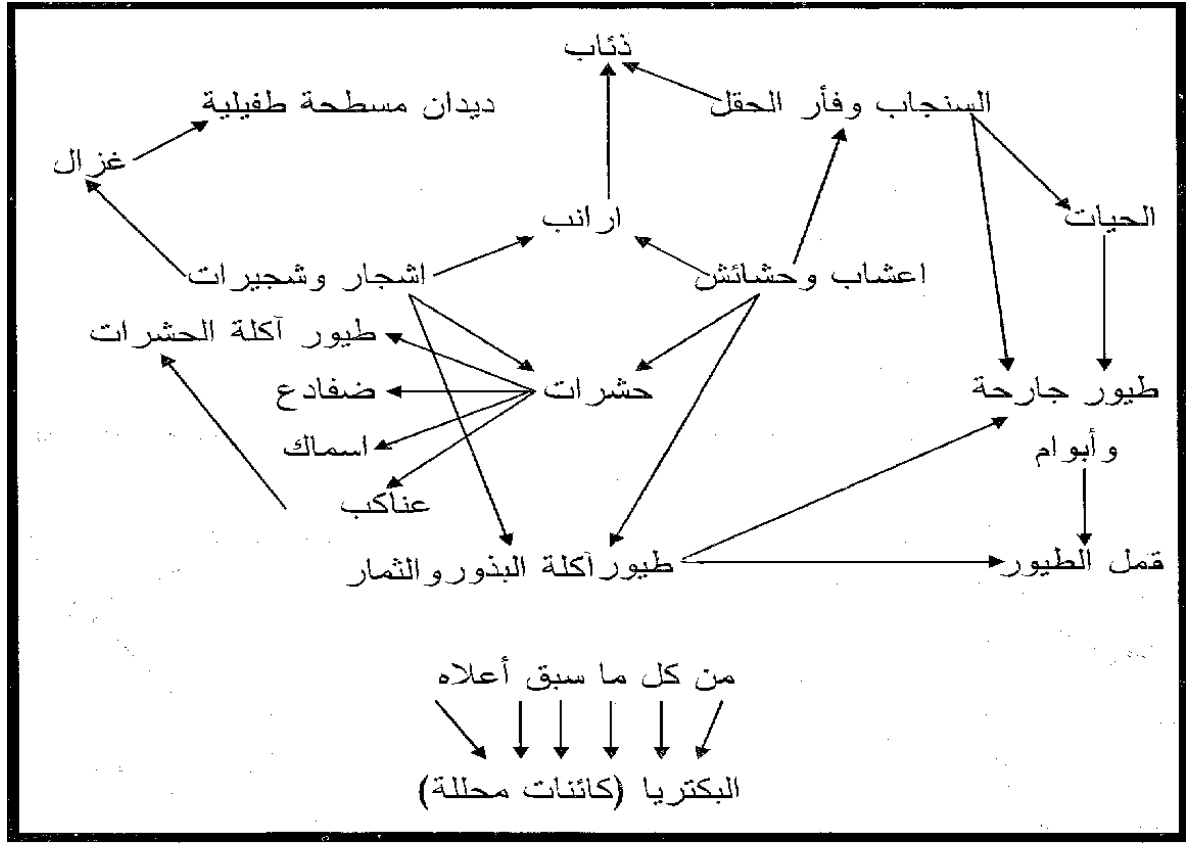 ذئاب
السنجاب وفأر الحقل
ديدان مسطحة طفيلية
غزال
الحيات
ارانب
اعشاب وحشائش
اشجار وشجيرات
طيور آكلة الحشرات
طيور جارحة
حشرات
ضفادع
وأبوام
اسماك
عناكب
قمل الطيور
طيور آكلة البذور والثمار
من كل ما سبق أعلاه
البكتريا (كائنات محللة)